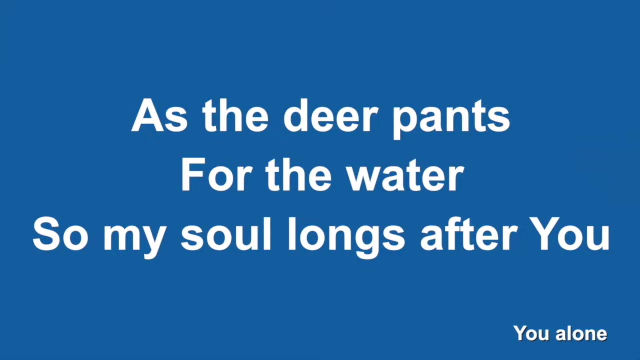 As the deer pants
For the water
So my soul longs after You
You alone